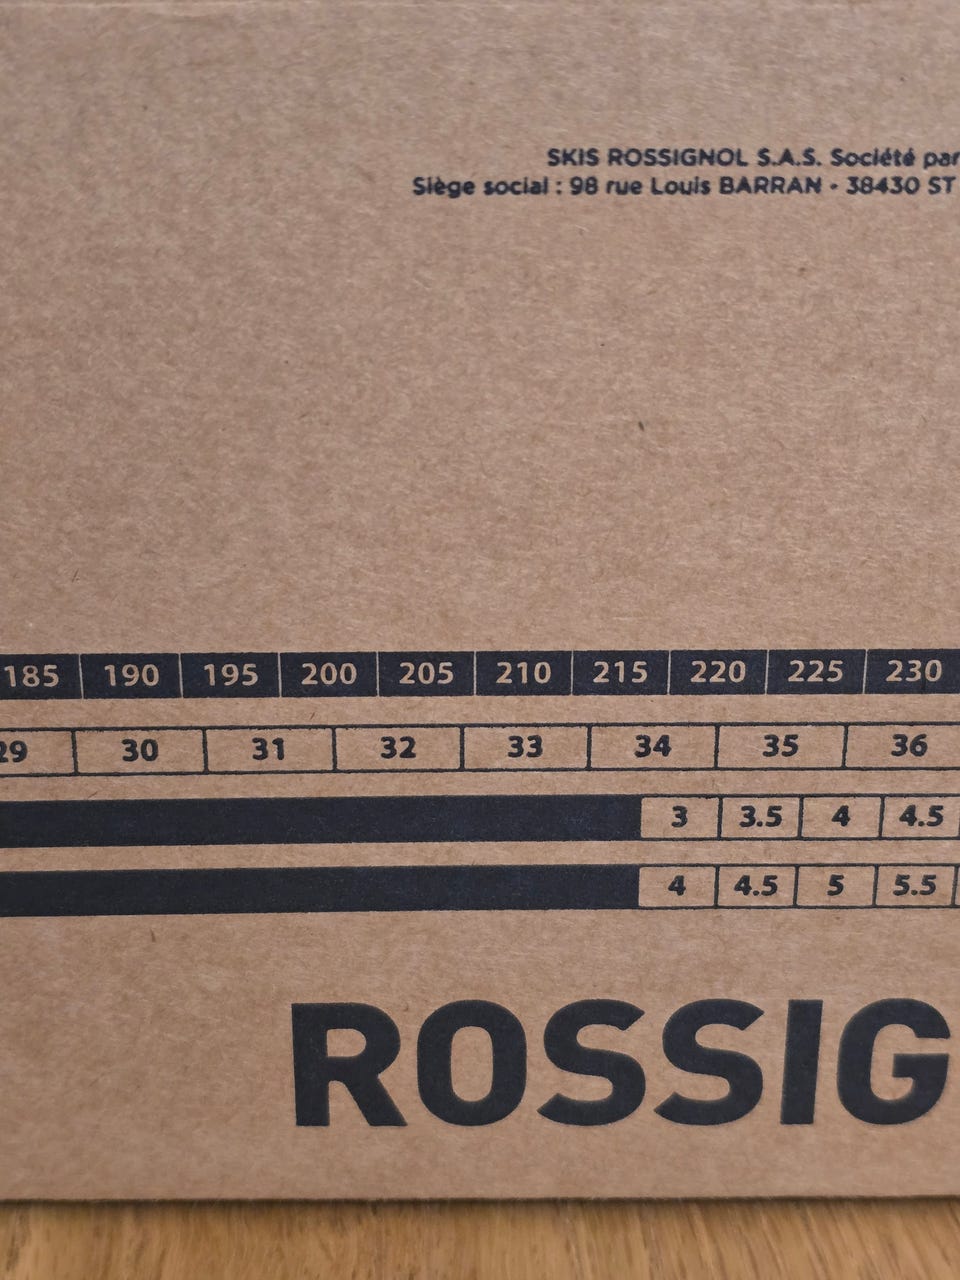 SKIS ROSSIGNOL S.A.S. Société par
Siège social : 98 rue Louis BARRAN - 38430 ST
185 190 195 200 205 210 215 220 225 230
29 30 31 32 33 34 35 36
3 3.5 4 4.5
4 4.5 5 5.5
ROSSIG